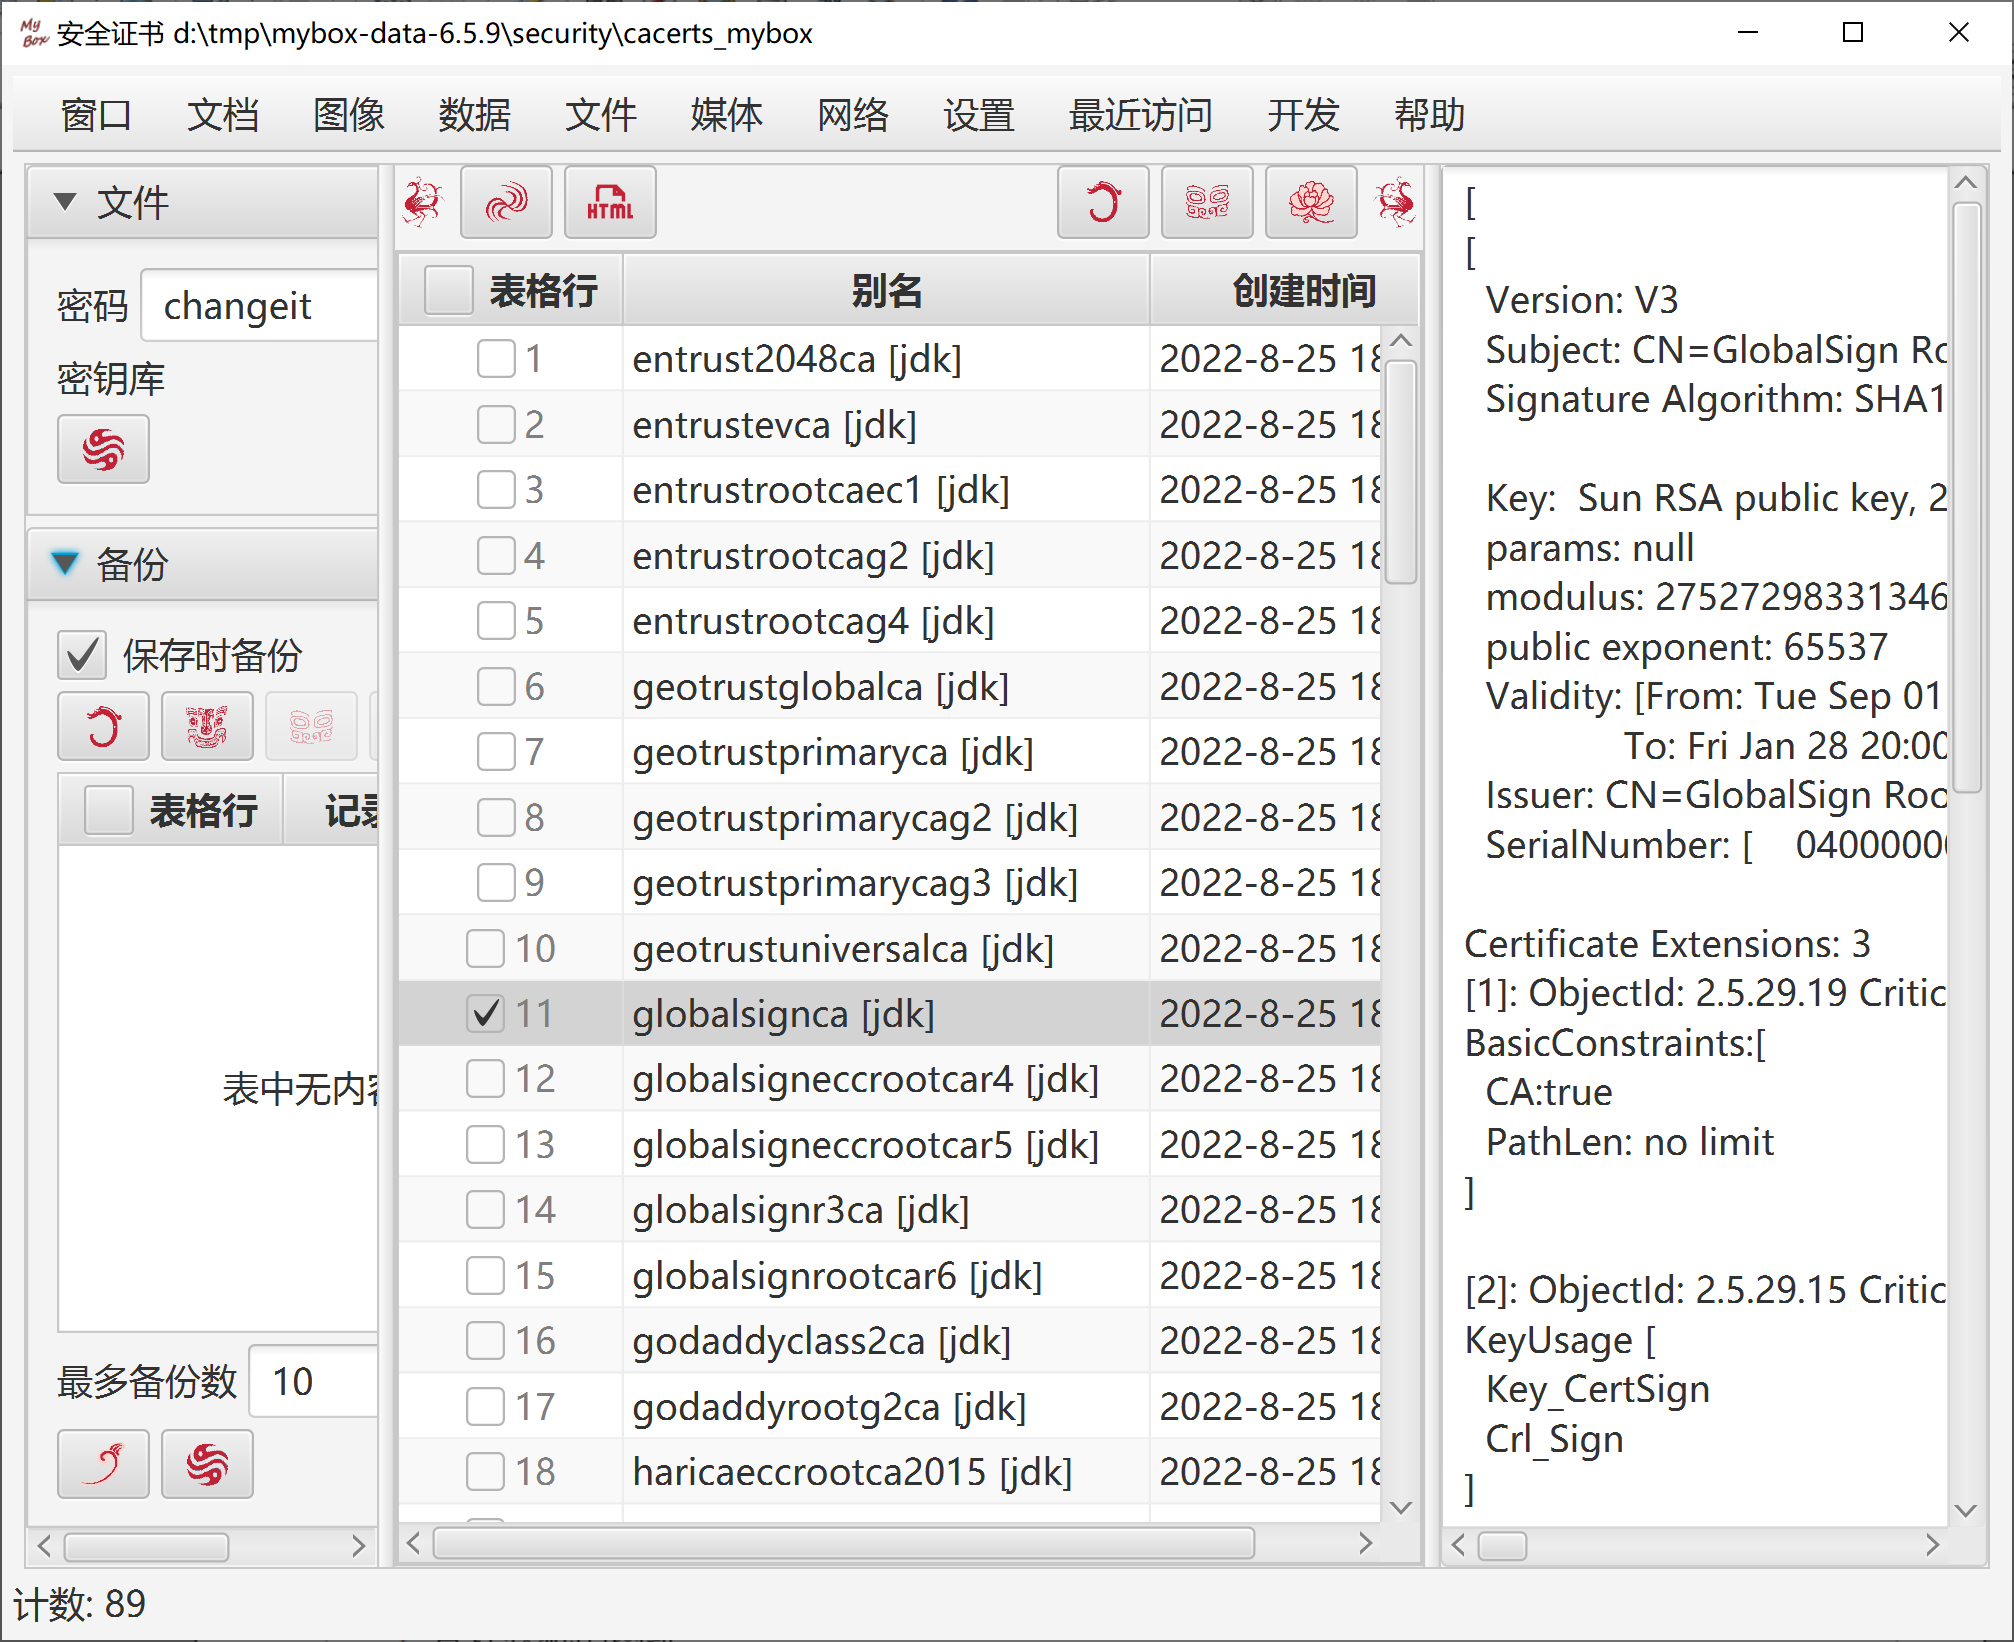 My Box 安全证书 d:\tmp\mybox-data-6.5.9\security\cacerts_mybox
窗口 文档 图像 数据 文件 媒体 网络 设置 最近访问 开发 帮助
文件
密码 changeit
密钥库
备份
保存时备份
表格行 记录
表中无内容
最多备份数 10
HTML
表格行 别名 创建时间
1 entrust2048ca [jdk] 2022-8-25 18
2 entrustevca [jdk] 2022-8-25 18
3 entrustrootcaec1 [jdk] 2022-8-25 18
4 entrustrootcag2 [jdk] 2022-8-25 18
5 entrustrootcag4 [jdk] 2022-8-25 18
6 geotrustglobalca [jdk] 2022-8-25 18
7 geotrustprimaryca [jdk] 2022-8-25 18
8 geotrustprimarycag2 [jdk] 2022-8-25 18
9 geotrustprimarycag3 [jdk] 2022-8-25 18
10 geotrustuniversalca [jdk] 2022-8-25 18
11 globalsignca [jdk] 2022-8-25 18
12 globalsigneccrootcar4 [jdk] 2022-8-25 18
13 globalsigneccrootcar5 [jdk] 2022-8-25 18
14 globalsignr3ca [jdk] 2022-8-25 18
15 globalsignrootcar6 [jdk] 2022-8-25 18
16 godaddyclass2ca [jdk] 2022-8-25 18
17 godaddyrootg2ca [jdk] 2022-8-25 18
18 haricaeccrootca2015 [jdk] 2022-8-25 18
[
[
Version: V3
Subject: CN=GlobalSign Ro
Signature Algorithm: SHA1
Key: Sun RSA public key, 2
params: null
modulus: 27527298331346
public exponent: 65537
Validity: [From: Tue Sep 01
To: Fri Jan 28 20:00
Issuer: CN=GlobalSign Roo
SerialNumber: [ 04000000
Certificate Extensions: 3
[1]: ObjectId: 2.5.29.19 Critic
BasicConstraints:[
CA:true
PathLen: no limit
]
[2]: ObjectId: 2.5.29.15 Critic
KeyUsage [
Key_CertSign
Crl_Sign
]
计数: 89